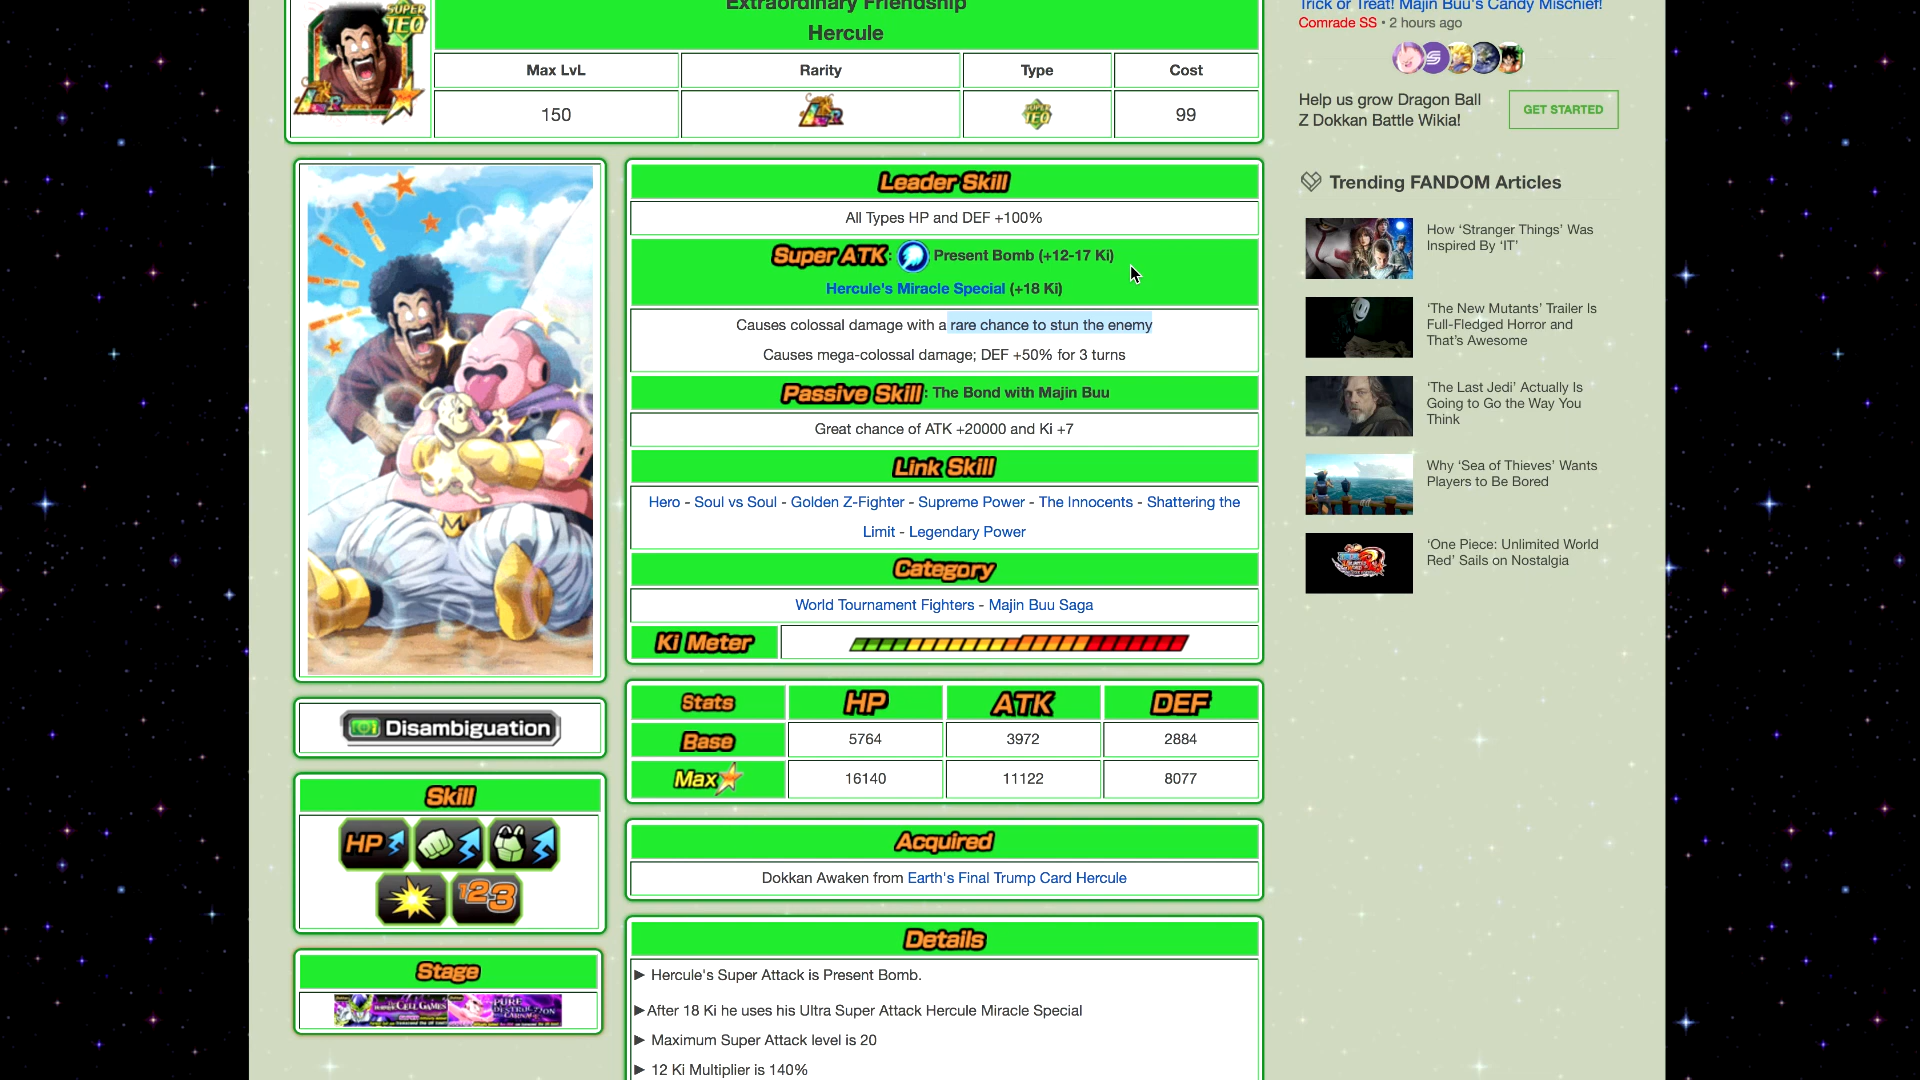 Extraordinary Friendship
Hercule
SUPER
TEQ
LR
Max LvL
Rarity
Type
Cost
150
LR
SUPER
TEQ
99
Leader Skill
All Types HP and DEF +100%
Super ATK: Present Bomb (+12-17 Ki)
Hercule's Miracle Special (+18 Ki)
Causes colossal damage with a rare chance to stun the enemy
Causes mega-colossal damage; DEF +50% for 3 turns
Passive Skill: The Bond with Majin Buu
Great chance of ATK +20000 and Ki +7
Link Skill
Hero - Soul vs Soul - Golden Z-Fighter - Supreme Power - The Innocents - Shattering the
Limit - Legendary Power
Category
World Tournament Fighters - Majin Buu Saga
Ki Meter
Stats
HP
ATK
DEF
Base
5764
3972
2884
Max
16140
11122
8077
Acquired
Dokkan Awaken from Earth's Final Trump Card Hercule
Details
► Hercule's Super Attack is Present Bomb.
►After 18 Ki he uses his Ultra Super Attack Hercule Miracle Special
► Maximum Super Attack level is 20
► 12 Ki Multiplier is 140%
M
Disambiguation
Skill
HP
123
Stage
CELL GAMES
PURE
Trick or Treat! Majin Buu's Candy Mischief!
Comrade SS • 2 hours ago
Help us grow Dragon Ball
Z Dokkan Battle Wikia!
GET STARTED
Trending FANDOM Articles
How ‘Stranger Things’ Was
Inspired By ‘IT’
‘The New Mutants’ Trailer Is
Full-Fledged Horror and
That’s Awesome
‘The Last Jedi’ Actually Is
Going to Go the Way You
Think
Why ‘Sea of Thieves’ Wants
Players to Be Bored
‘One Piece: Unlimited World
Red’ Sails on Nostalgia